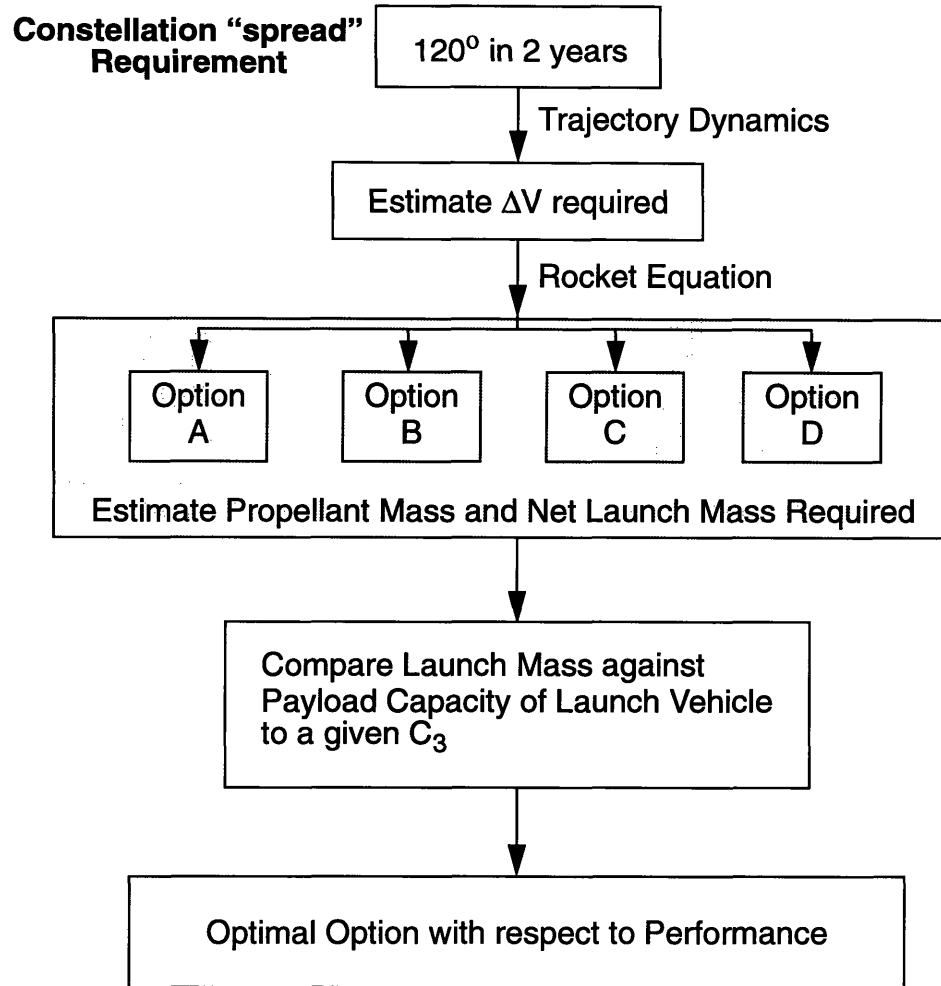 Constellation “spread”
Requirement
120⁰ in 2 years
Trajectory Dynamics
Estimate ΔV required
Rocket Equation
Option
A
Option
B
Option
C
Option
D
Estimate Propellant Mass and Net Launch Mass Required
Compare Launch Mass against
Payload Capacity of Launch Vehicle
to a given C₃
Optimal Option with respect to Performance